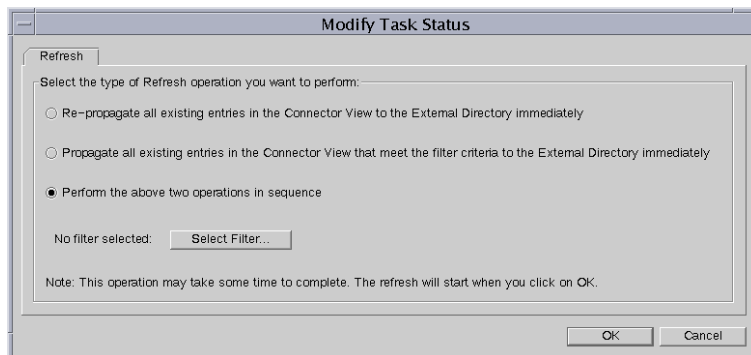 Modify Task Status
Refresh
Select the type of Refresh operation you want to perform:
Re-propagate all existing entries in the Connector View to the External Directory immediately
Propagate all existing entries in the Connector View that meet the filter criteria to the External Directory immediately
Perform the above two operations in sequence
No filter selected: Select Filter...
Note: This operation may take some time to complete. The refresh will start when you click on OK.
OK Cancel